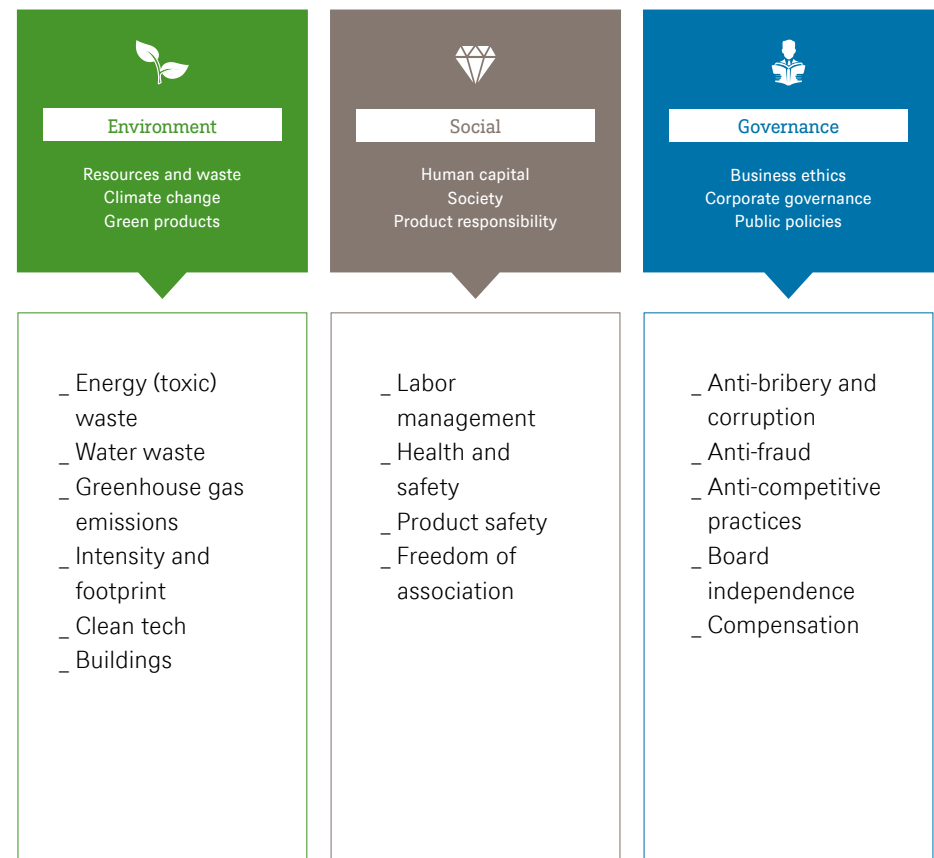 Environment
Resources and waste
Climate change
Green products
_ Energy (toxic)
waste
_ Water waste
_ Greenhouse gas
emissions
_ Intensity and
footprint
_ Clean tech
_ Buildings
Social
Human capital
Society
Product responsibility
_ Labor
management
_ Health and
safety
_ Product safety
_ Freedom of
association
Governance
Business ethics
Corporate governance
Public policies
_ Anti-bribery and
corruption
_ Anti-fraud
_ Anti-competitive
practices
_ Board
independence
_ Compensation